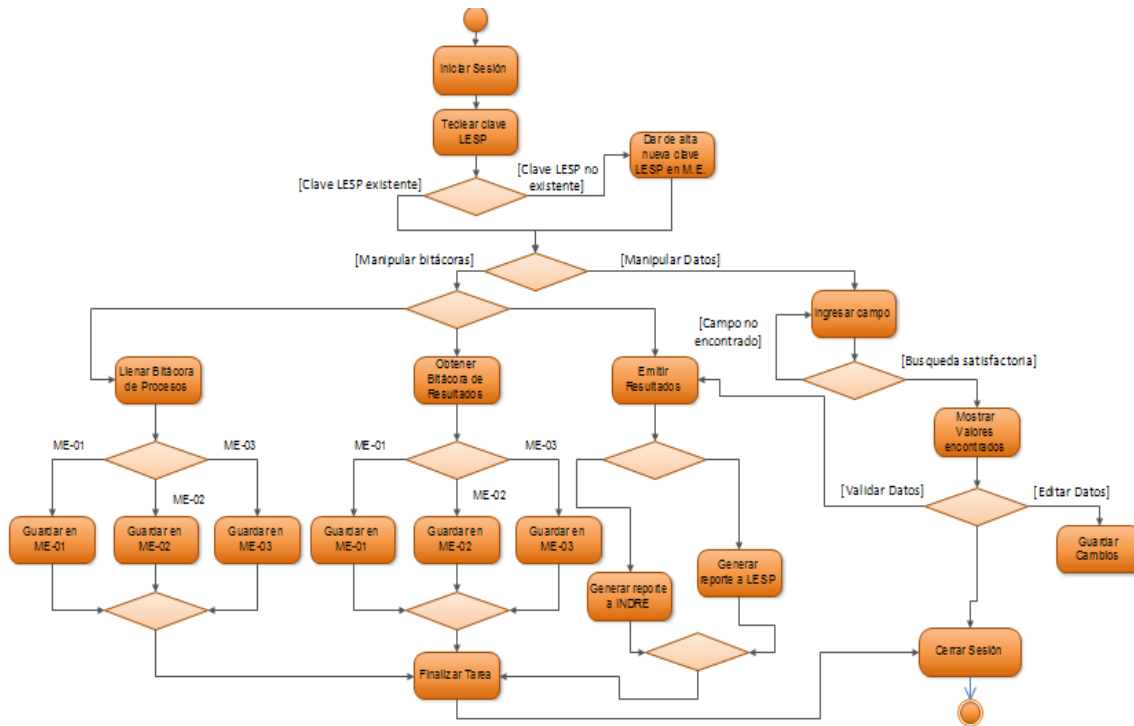 Iniciar Sesión
Teclear clave
LESP
Dar de alta
nueva clave
LESP en M.E.
[Clave LESP existente]
[Clave LESP no
existente]
[Manipular bitácoras]
[Manipular Datos]
Ingresar campo
[Campo no
encontrado]
[Busqueda satisfactoria]
Llenar Bitácora
de Procesos
Obtener
Bitácora de
Resultados
Emitir
Resultados
Mostrar
Valores
encontrados
ME-01
ME-03
ME-02
ME-01
ME-03
ME-02
[Validar Datos]
[Editar Datos]
Guardar en
ME-01
Guardar en
ME-02
Guardar en
ME-03
Guardar en
ME-01
Guardar en
ME-02
Guardar en
ME-03
Guardar
Cambios
Generar reporte
a INDRE
Generar
reporte a LESP
Finalizar Tarea
Cerrar Sesión